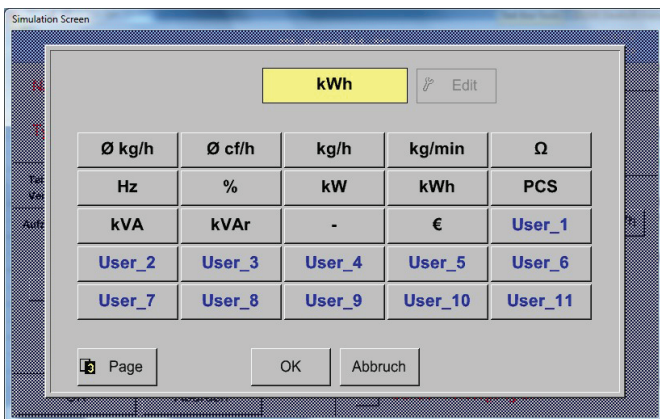 Simulation Screen
kWh Edit
Ø kg/h Ø cf/h kg/h kg/min Ω
Hz % kW kWh PCS
kVA kVAr - € User_1
User_2 User_3 User_4 User_5 User_6
User_7 User_8 User_9 User_10 User_11
Page OK Abbruch